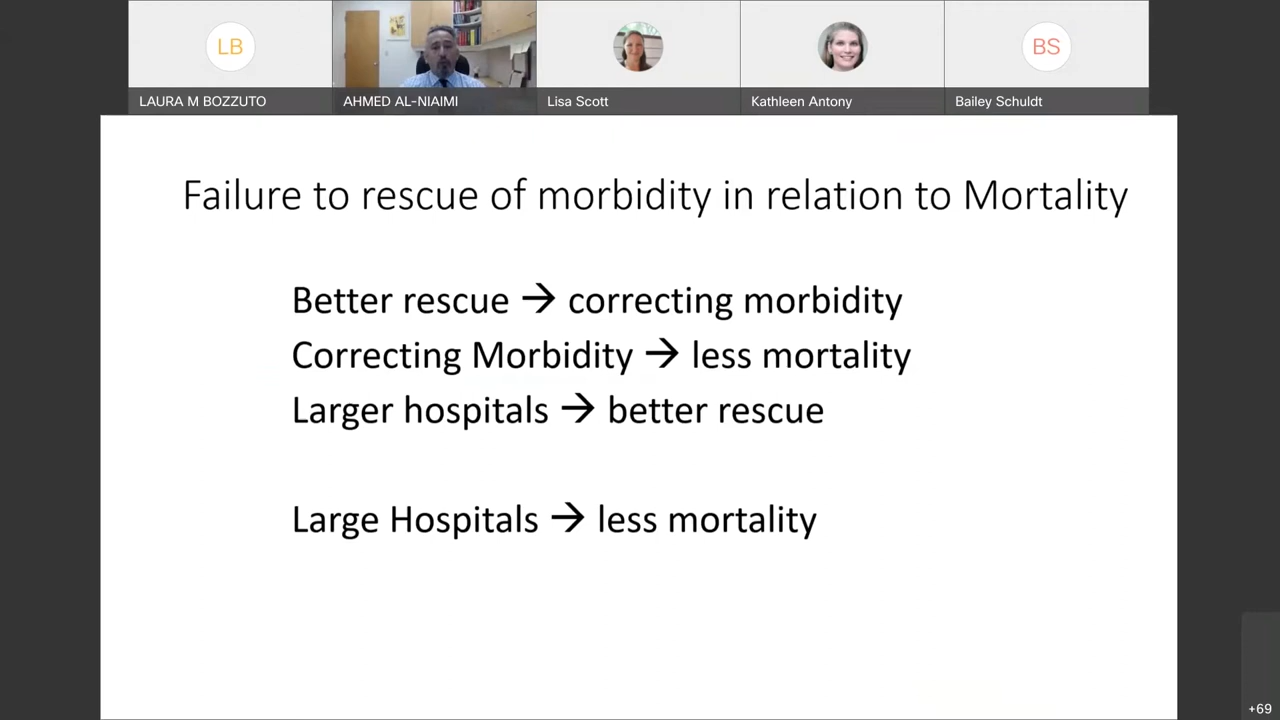 LB
BS
LAURA M BOZZUTO
AHMED AL-NIAIMI
Lisa Scott
Kathleen Antony
Bailey Schuldt
Failure to rescue of morbidity in relation to Mortality
Better rescue → correcting morbidity
Correcting Morbidity → less mortality
Larger hospitals → better rescue
Large Hospitals → less mortality
+69